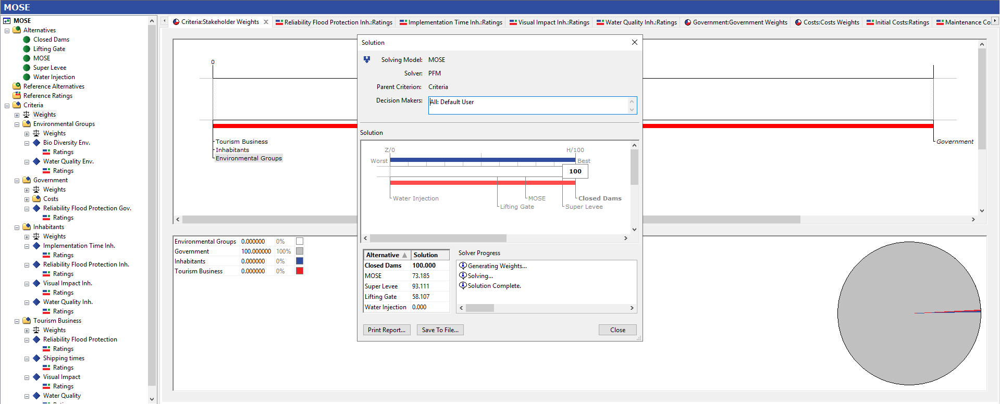 MOSE
MOSE
Alternatives
Closed Dams
Lifting Gate
MOSE
Super Levee
Water Injection
Reference Alternatives
Reference Ratings
Criteria
Weights
Environmental Groups
Weights
Bio Diversity Env.
Ratings
Water Quality Env.
Ratings
Government
Weights
Costs
Reliability Flood Protection Gov.
Ratings
Inhabitants
Weights
Implementation Time Inh.
Ratings
Reliability Flood Protection Inh.
Ratings
Visual Impact Inh.
Ratings
Water Quality Inh.
Ratings
Tourism Business
Weights
Reliability Flood Protection
Ratings
Shipping times
Ratings
Visual Impact
Ratings
Water Quality
Criteria:Stakeholder Weights
Reliability Flood Protection Inh.:Ratings
Implementation Time Inh.:Ratings
Visual Impact Inh.:Ratings
Water Quality Inh.:Ratings
Government:Government Weights
Costs:Costs Weights
Initial Costs:Ratings
Maintenance Co
0
Tourism Business
Inhabitants
Environmental Groups
Government
Environmental Groups 0.000000 0%
Government 100.000000 100%
Inhabitants 0.000000 0%
Tourism Business 0.000000 0%
Solution
Solving Model: MOSE
Solver: PFM
Parent Criterion: Criteria
Decision Makers: All: Default User
Solution
Z/0 H/100
Worst Best
100
Water Injection MOSE Closed Dams
Lifting Gate Super Levee
Alternative Solution
Closed Dams 100.000
MOSE 73.185
Super Levee 93.111
Lifting Gate 58.107
Water Injection 0.000
Solver Progress
Generating Weights...
Solving...
Solution Complete.
Print Report...
Save To File...
Close